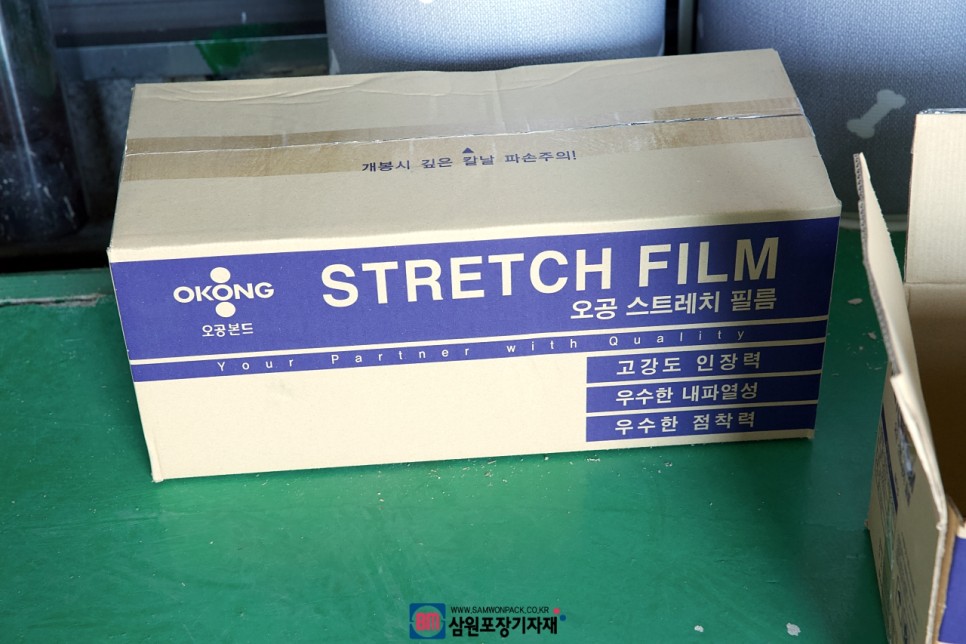 개봉시 깊은 칼날 파손주의!
OKONG
오공본드
STRETCH FILM
오공 스트레치 필름
Your Partner with Quality
고강도 인장력
우수한 내파열성
우수한 점착력
WWW.SAMWONPACK.CO.KR
삼원포장기자재